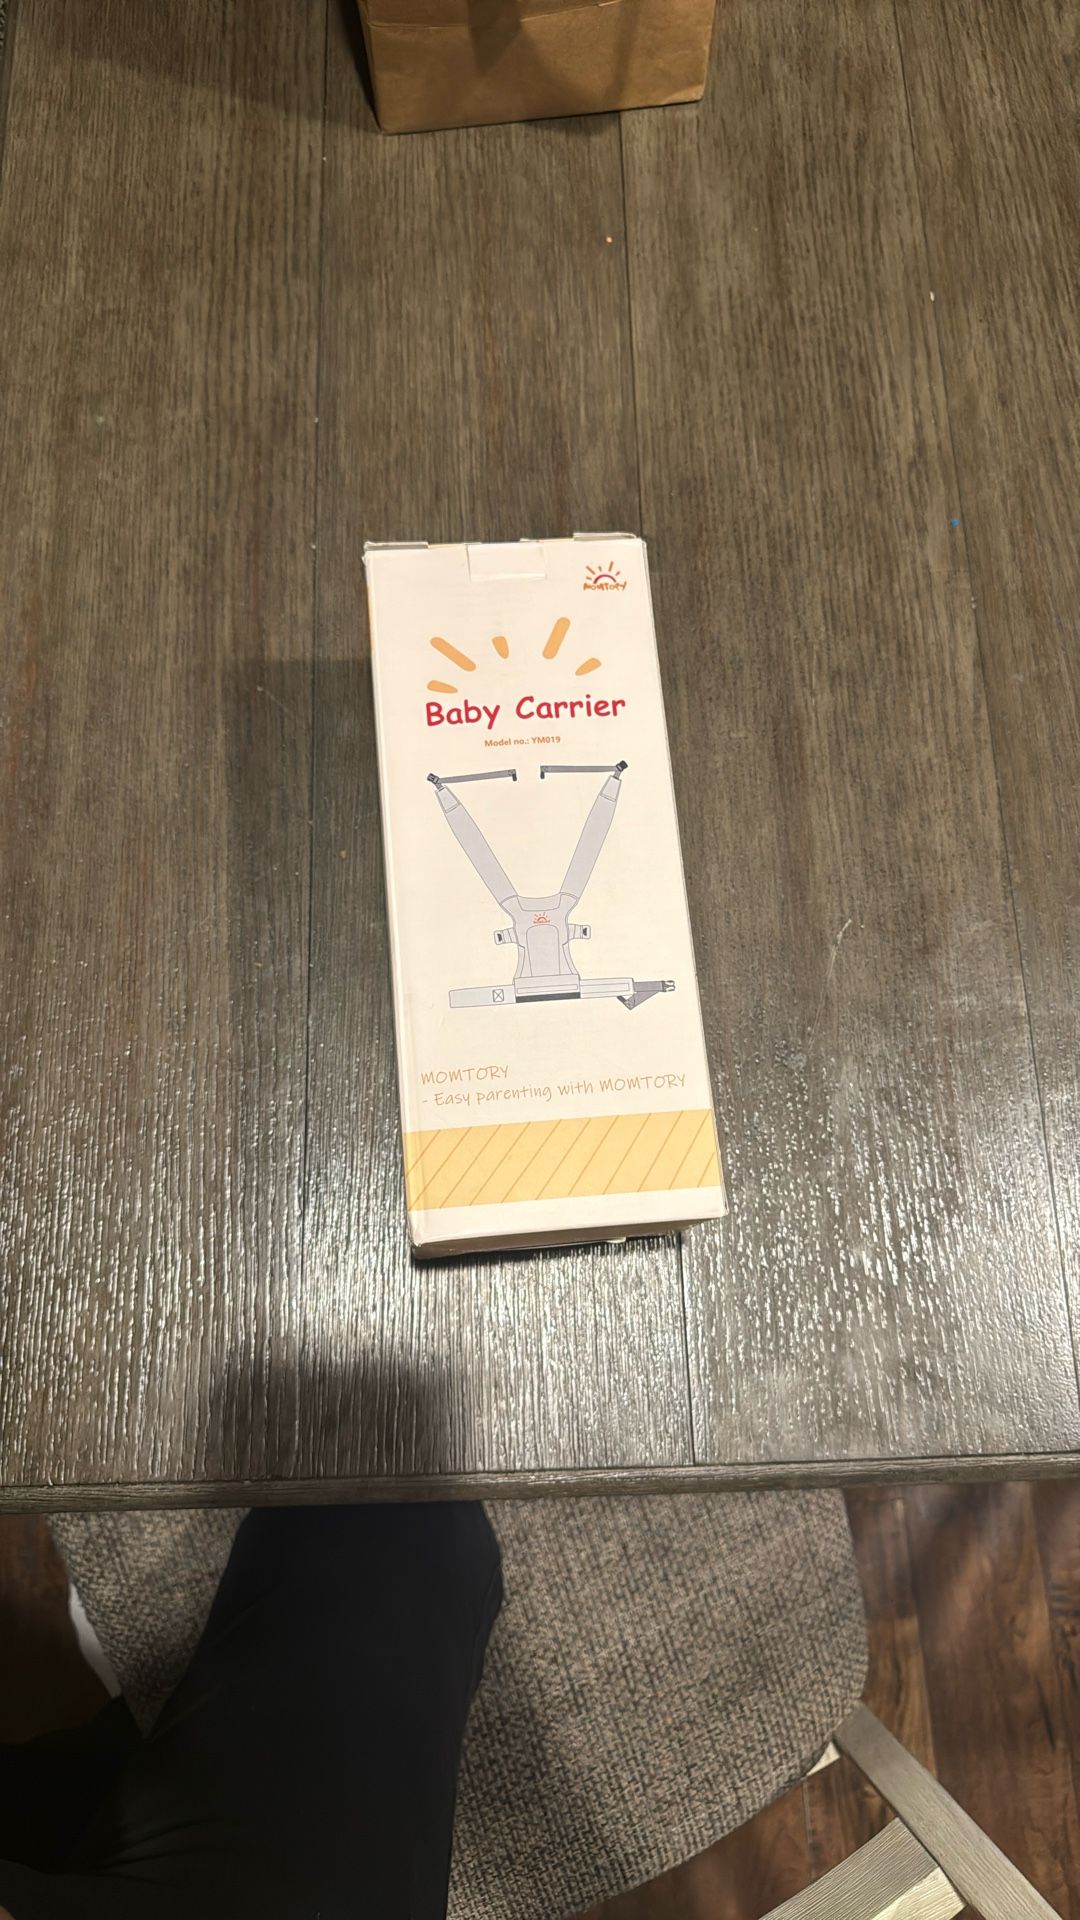 MOMTORY
Baby Carrier
Model no.: YM019
MOMTORY
- Easy parenting with MOMTORY